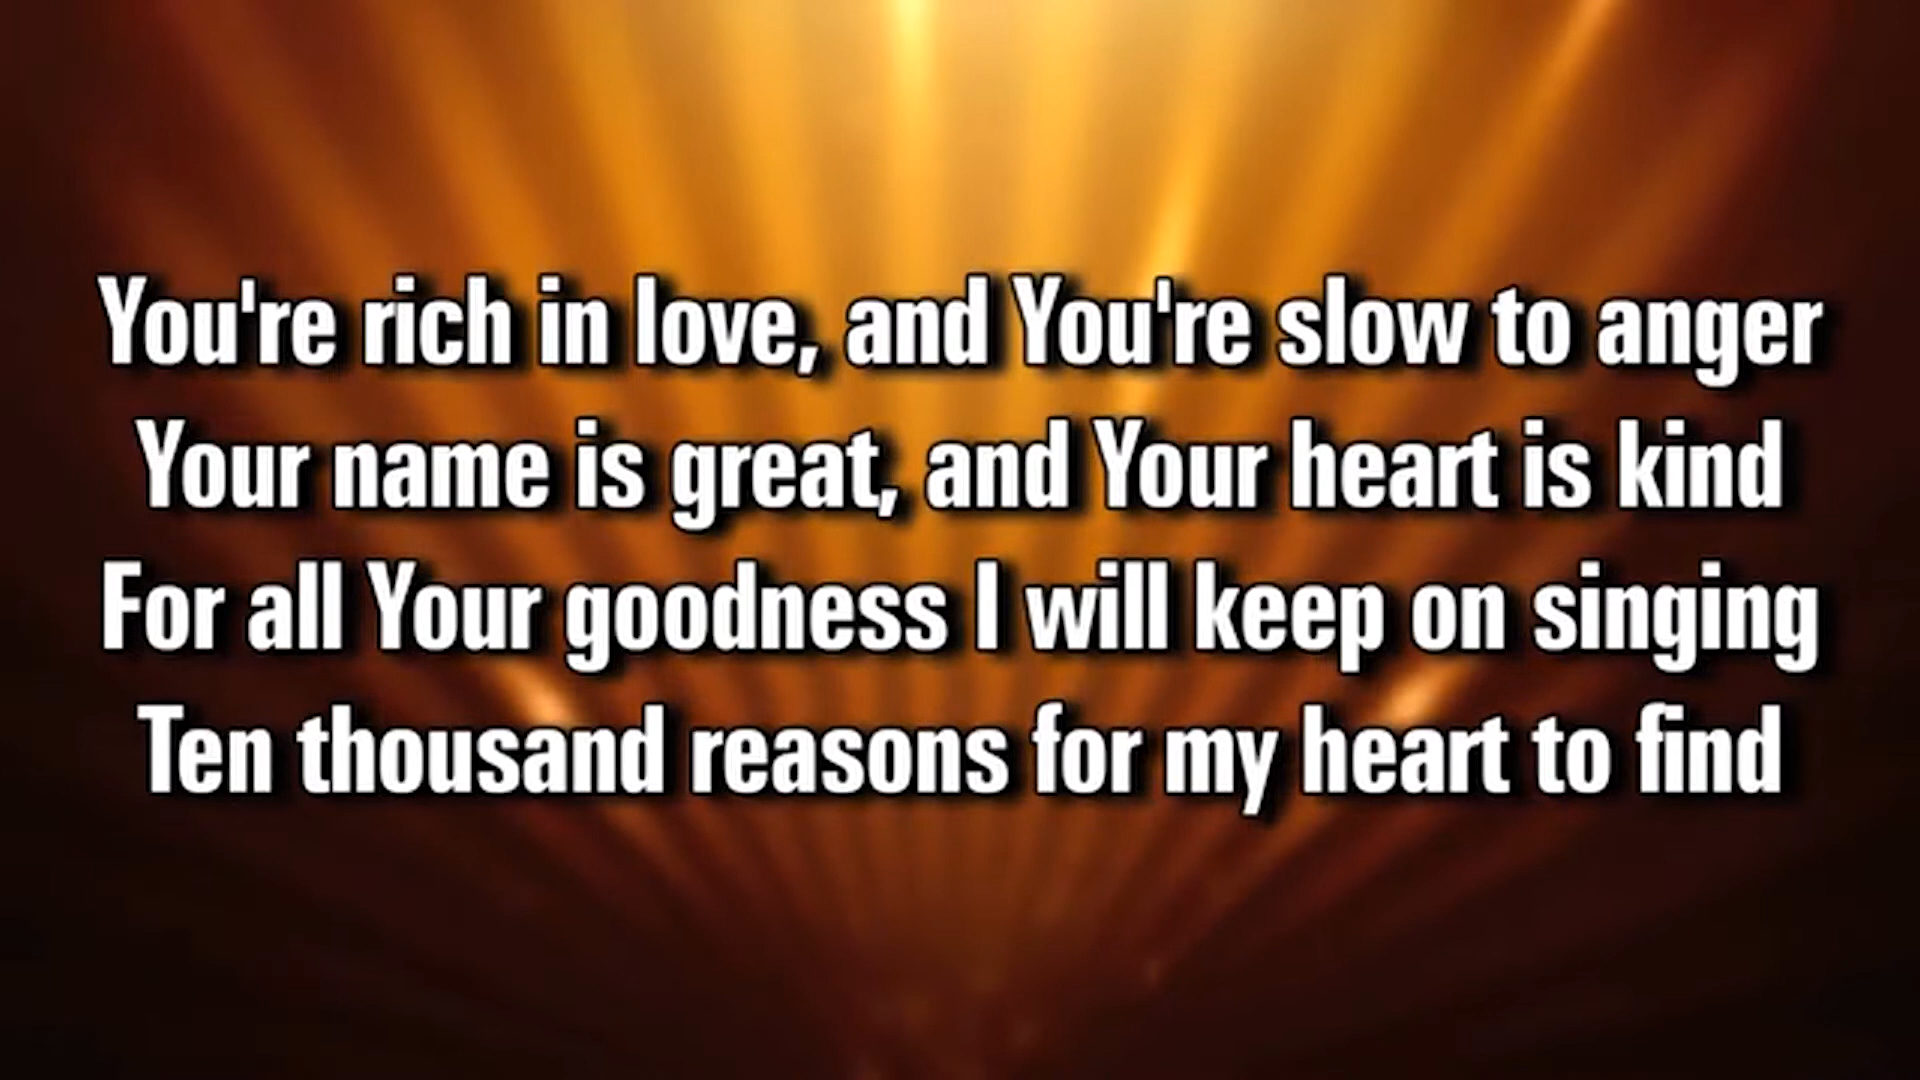 You're rich in love, and You're slow to anger
Your name is great, and Your heart is kind
For all Your goodness I will keep on singing
Ten thousand reasons for my heart to find